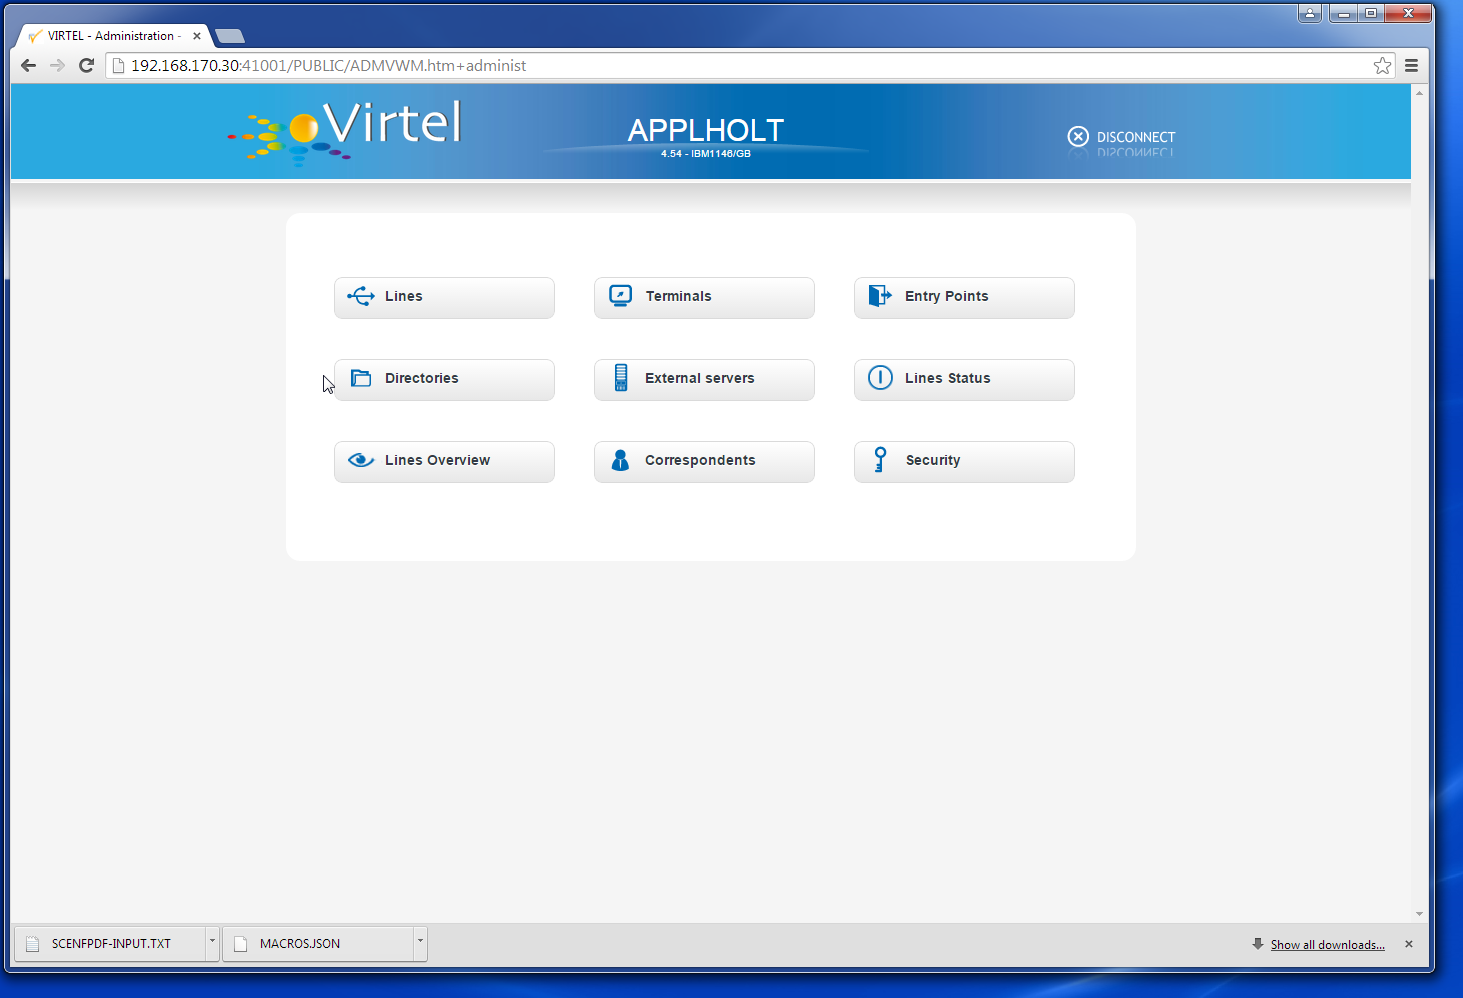 VIRTEL - Administration -
192.168.170.30:41001/PUBLIC/ADMVWM.htm+administ
Virtel
APPLHOLT
4.54 - IBM1146/GB
DISCONNECT
Lines
Terminals
Entry Points
Directories
External servers
Lines Status
Lines Overview
Correspondents
Security
SCENFPDF-INPUT.TXT
MACROS.JSON
Show all downloads...